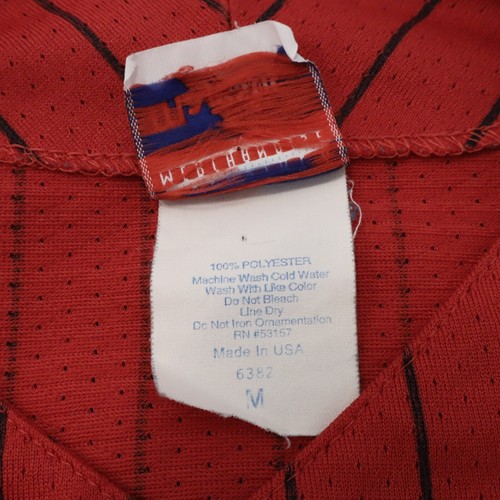 100% POLYESTER
Machine Wash Cold Water
Wash With Like Color
Do Not Bleach
Line Dry
Do Not Iron Ornamentation
RN #53157
Made In USA
6382
M